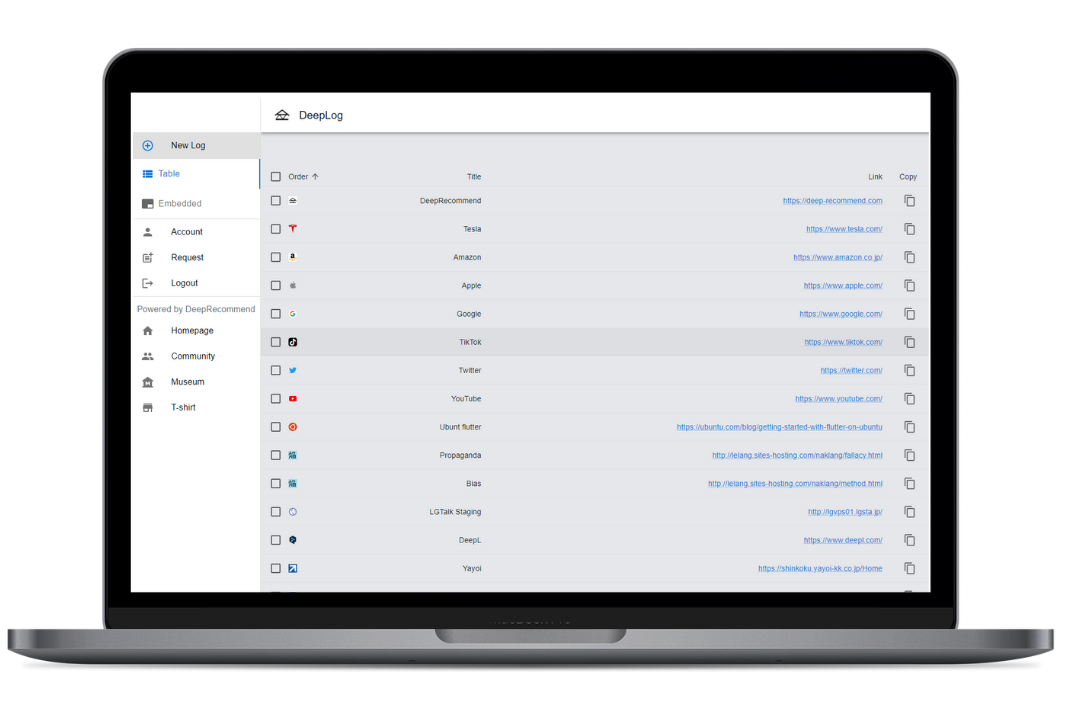 DeepLog
New Log
Table
Embedded
Account
Request
Logout
Powered by DeepRecommend
Homepage
Community
Museum
T-shirt
Order Title Link Copy
DeepRecommend https://deep-recommend.com
Tesla https://www.tesla.com/
Amazon https://www.amazon.co.jp/
Apple https://www.apple.com/
Google https://www.google.com/
TikTok https://www.tiktok.com/
Twitter https://twitter.com/
YouTube https://www.youtube.com/
Ubunt flutter https://ubuntu.com/blog/getting-started-with-flutter-on-ubuntu
Propaganda http://lelang.sites-hosting.com/naklang/fallacy.html
Bias http://lelang.sites-hosting.com/naklang/method.html
LGTalk Staging http://lgvps01.lgsta.jp/
DeepL https://www.deepl.com/
Yayoi https://shinkoku.yayoi-kk.co.jp/Home